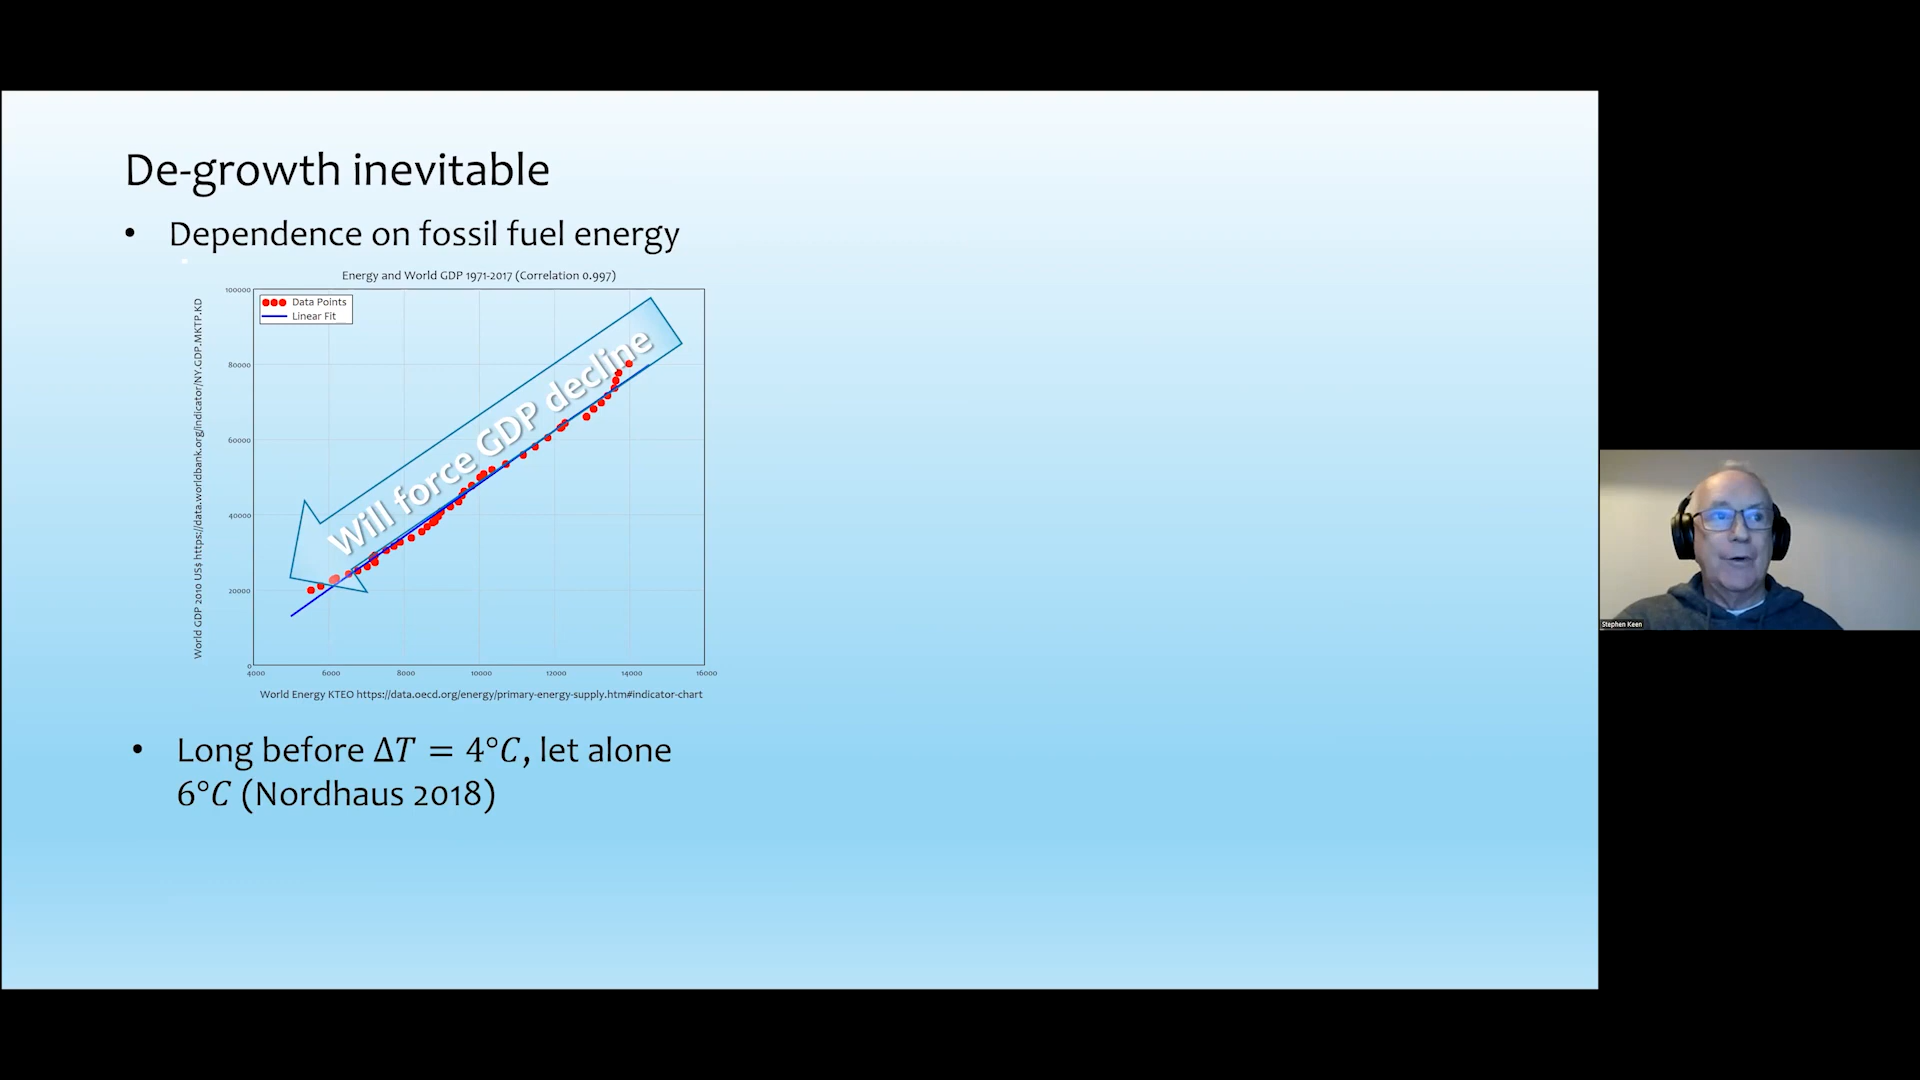 De-growth inevitable
• Dependence on fossil fuel energy
Energy and World GDP 1971-2017 (Correlation 0.997)
World GDP 2010 US$ https://data.worldbank.org/indicator/NY.GDP.MKTP.KD
100000
80000
60000
40000
20000
0
Data Points
Linear Fit
Will force GDP decline
4000 6000 8000 10000 12000 14000 16000
World Energy KTEO https://data.oecd.org/energy/primary-energy-supply.htm#indicator-chart
• Long before ΔT = 4°C, let alone
6°C (Nordhaus 2018)
Stephen Keen